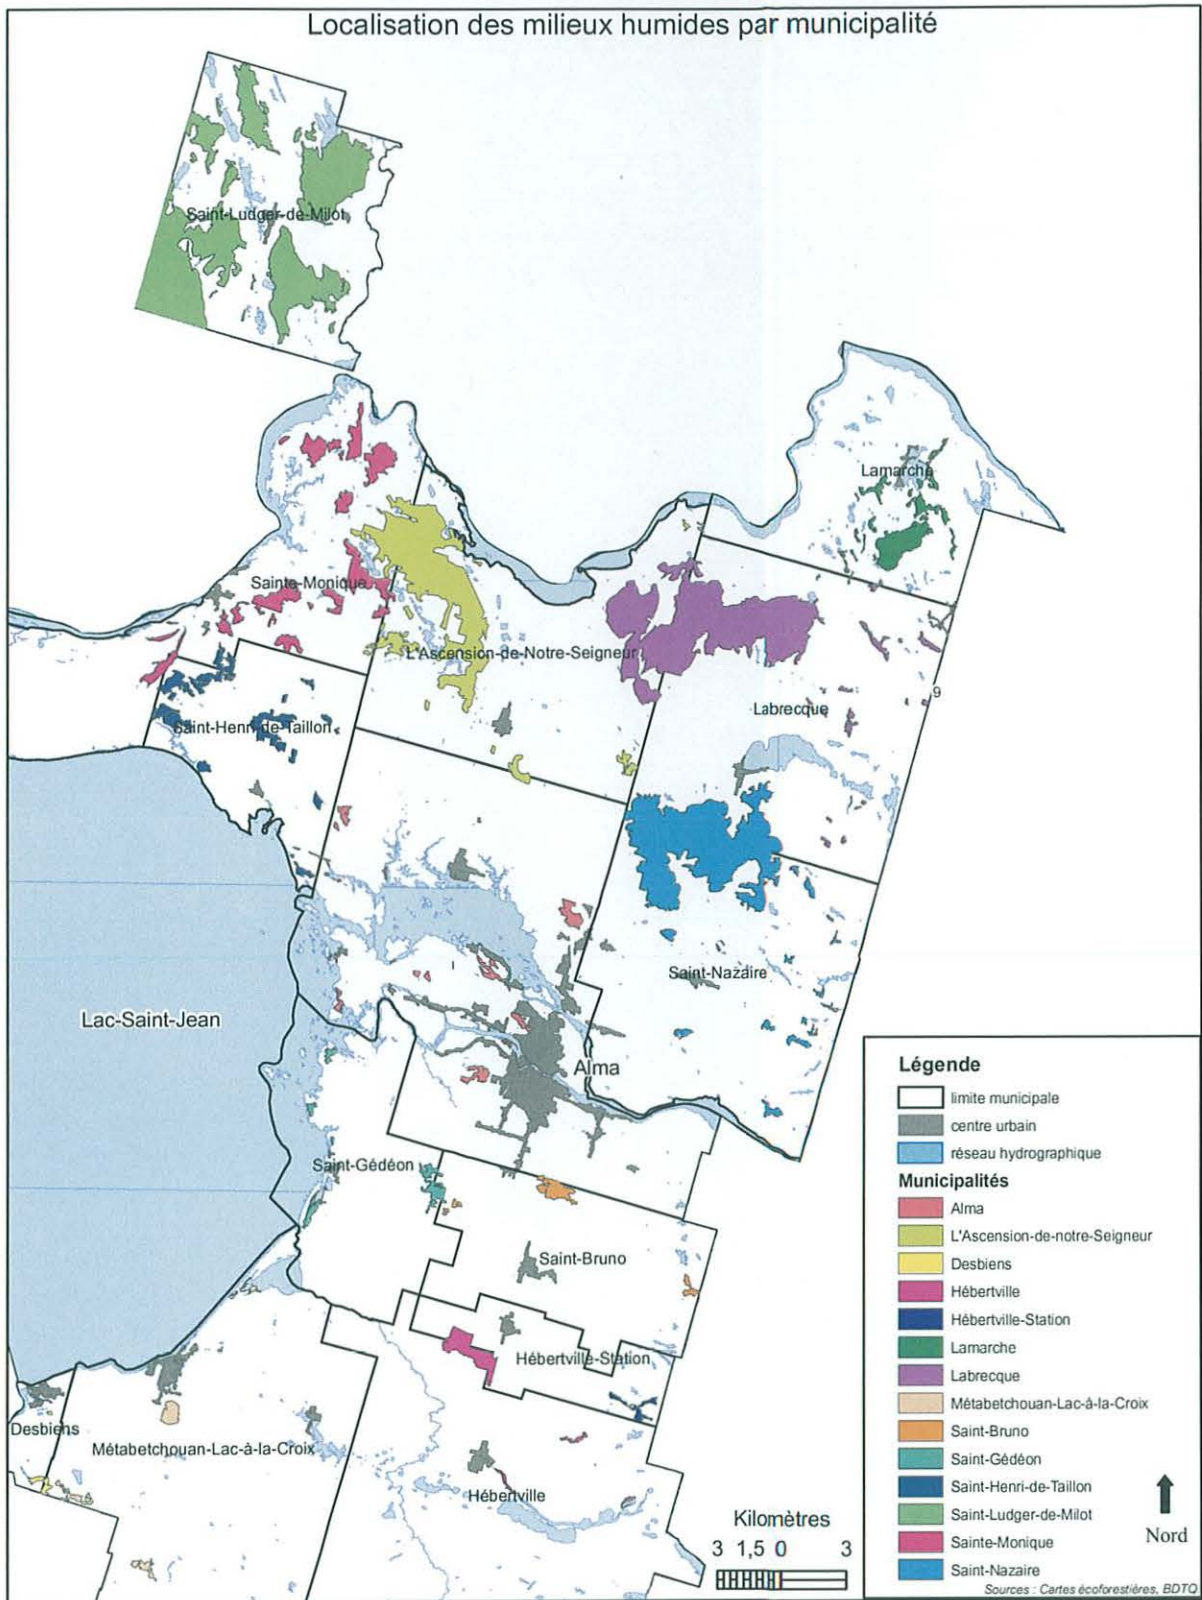 Localisation des milieux humides par municipalité
Saint-Ludger-de-Milot
Lamarche
Sainte-Monique
L'Ascension-de-Notre-Seigneur
9
Labrecque
Saint-Henri-de-Taillon
Saint-Nazaire
Lac-Saint-Jean
Alma
Saint-Gédéon
Saint-Bruno
Hébertville-Station
Desbiens
Métabetchouan-Lac-à-la-Croix
Hébertville
Kilomètres
3 1,5 0 3
Légende
limite municipale
centre urbain
réseau hydrographique
Municipalités
Alma
L'Ascension-de-notre-Seigneur
Desbiens
Hébertville
Hébertville-Station
Lamarche
Labrecque
Métabetchouan-Lac-à-la-Croix
Saint-Bruno
Saint-Gédéon
Saint-Henri-de-Taillon
Saint-Ludger-de-Milot
Sainte-Monique
Saint-Nazaire
Nord
Sources : Cartes écoforestières, BDTQ